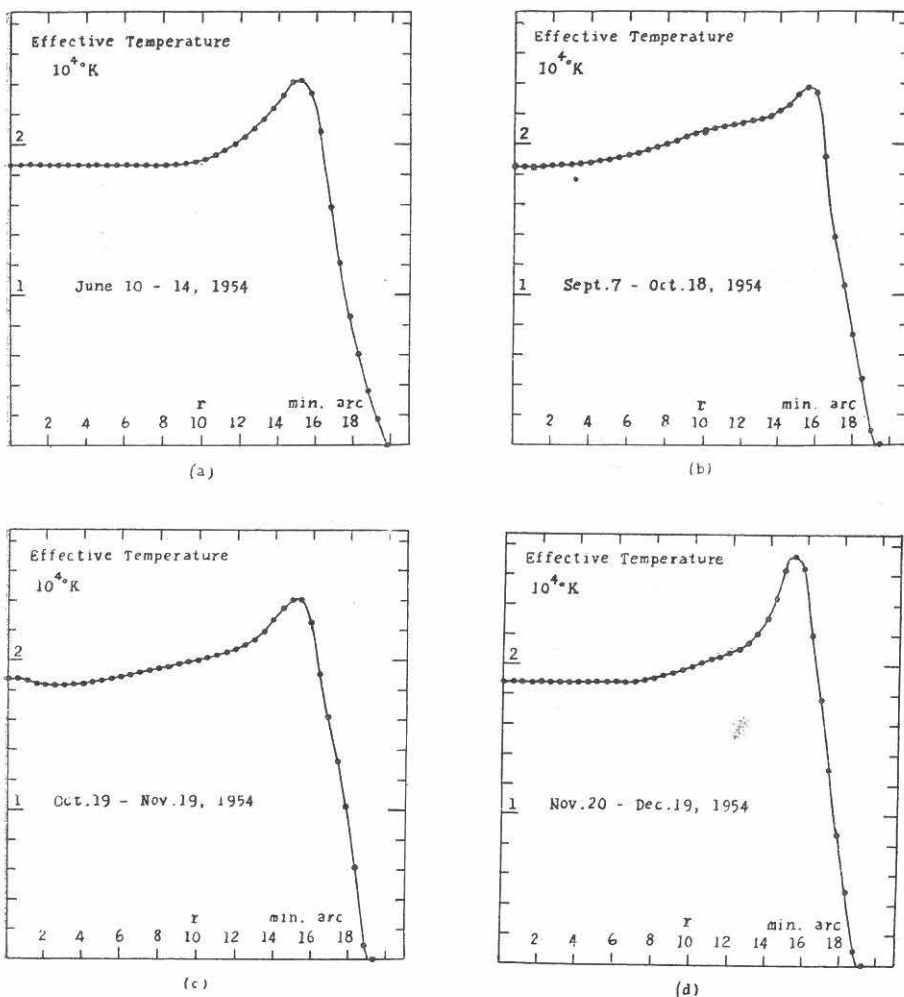 Effective Temperature
10⁴°K
2
1
June 10 - 14, 1954
r min. arc
2 4 6 8 10 12 14 16 18
(a)
Effective Temperature
10⁴°K
2
1
Sept.7 - Oct.18, 1954
r min. arc
2 4 6 8 10 12 14 16 18
(b)
Effective Temperature
10⁴°K
2
1
Oct.19 - Nov.19, 1954
r min. arc
2 4 6 8 10 12 14 16 18
(c)
Effective Temperature
10⁴°K
2
1
Nov.20 - Dec.19, 1954
r min. arc
2 4 6 8 10 12 14 16 18
(d)